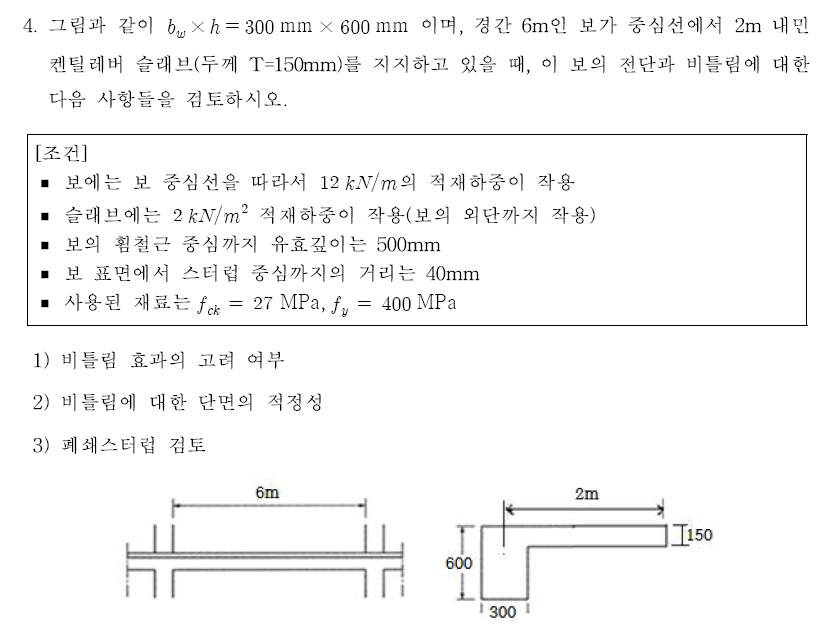 4. 그림과 같이 b_w × h = 300 mm × 600 mm 이며, 경간 6m인 보가 중심선에서 2m 내민
켄틸레버 슬래브(두께 T=150mm)를 지지하고 있을 때, 이 보의 전단과 비틀림에 대한
다음 사항들을 검토하시오.
[조건]
▪ 보에는 보 중심선을 따라서 12 kN/m의 적재하중이 작용
▪ 슬래브에는 2 kN/m² 적재하중이 작용(보의 외단까지 작용)
▪ 보의 휨철근 중심까지 유효깊이는 500mm
▪ 보 표면에서 스터럽 중심까지의 거리는 40mm
▪ 사용된 재료는 f_ck = 27 MPa, f_y = 400 MPa
1) 비틀림 효과의 고려 여부
2) 비틀림에 대한 단면의 적정성
3) 폐쇄스터럽 검토
6m
2m
150
600
300